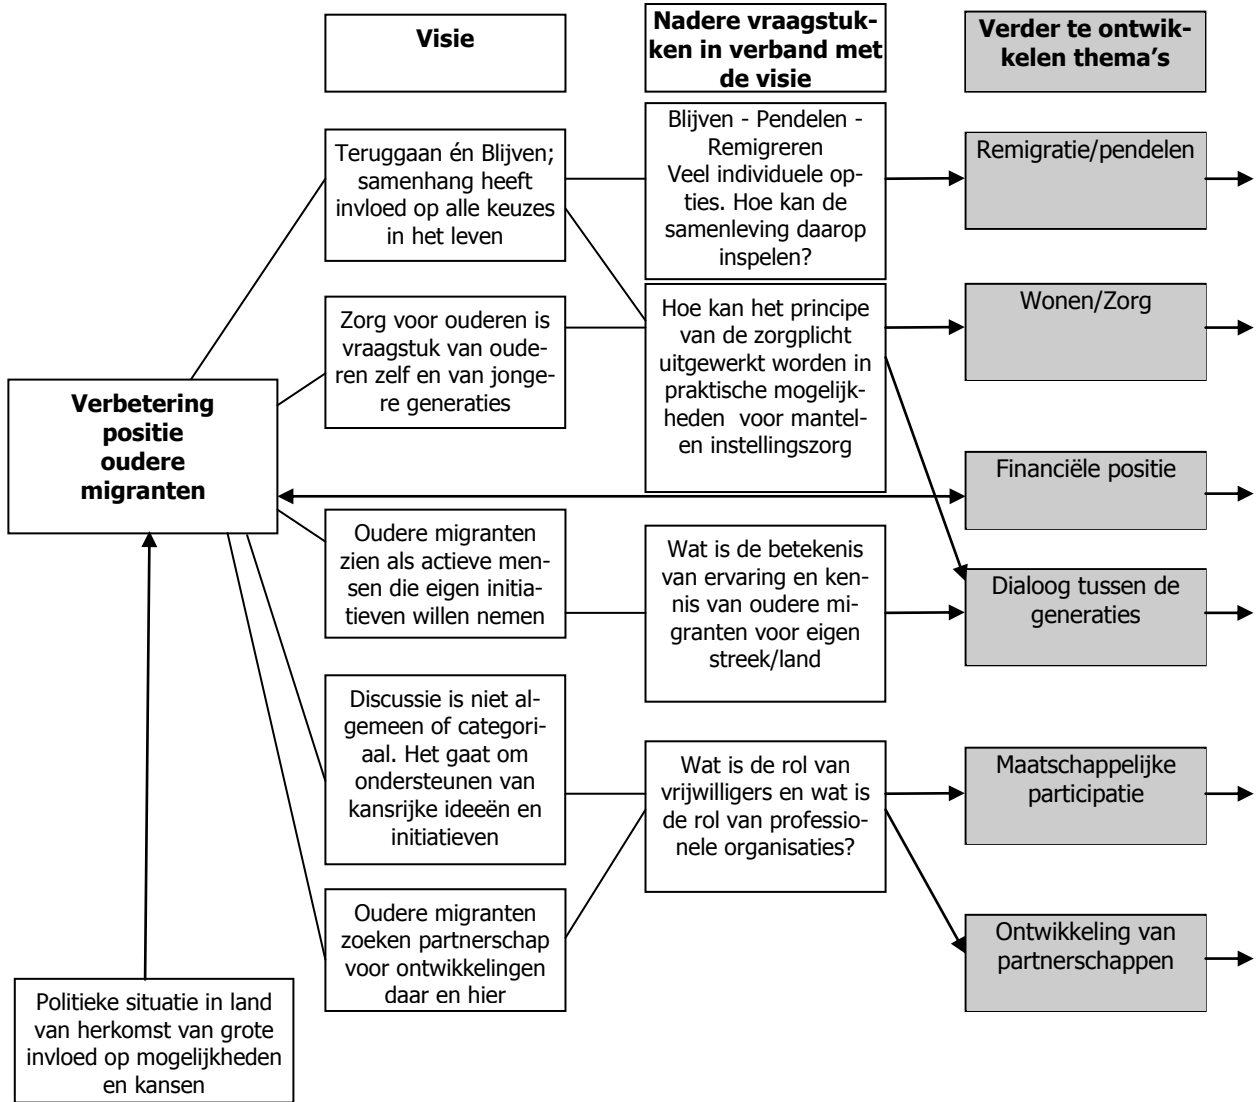 Visie
Nadere vraagstuk-
ken in verband met
de visie
Verder te ontwik-
kelen thema's
Teruggaan én Blijven;
samenhang heeft
invloed op alle keuzes
in het leven
Blijven - Pendelen -
Remigreren
Veel individuele op-
ties. Hoe kan de
samenleving daarop
inspelen?
Remigratie/pendelen
Zorg voor ouderen is
vraagstuk van oude-
ren zelf en van jonge-
re generaties
Hoe kan het principe
van de zorgplicht
uitgewerkt worden in
praktische mogelijk-
heden voor mantel-
en instellingszorg
Wonen/Zorg
Verbetering
positie
oudere
migranten
Financiële positie
Oudere migranten
zien als actieve men-
sen die eigen initia-
tieven willen nemen
Wat is de betekenis
van ervaring en ken-
nis van oudere mi-
granten voor eigen
streek/land
Dialoog tussen de
generaties
Discussie is niet al-
gemeen of categori-
aal. Het gaat om
ondersteunen van
kansrijke ideeën en
initiatieven
Wat is de rol van
vrijwilligers en wat is
de rol van professio-
nele organisaties?
Maatschappelijke
participatie
Oudere migranten
zoeken partnerschap
voor ontwikkelingen
daar en hier
Ontwikkeling van
partnerschappen
Politieke situatie in land
van herkomst van grote
invloed op mogelijkheden
en kansen